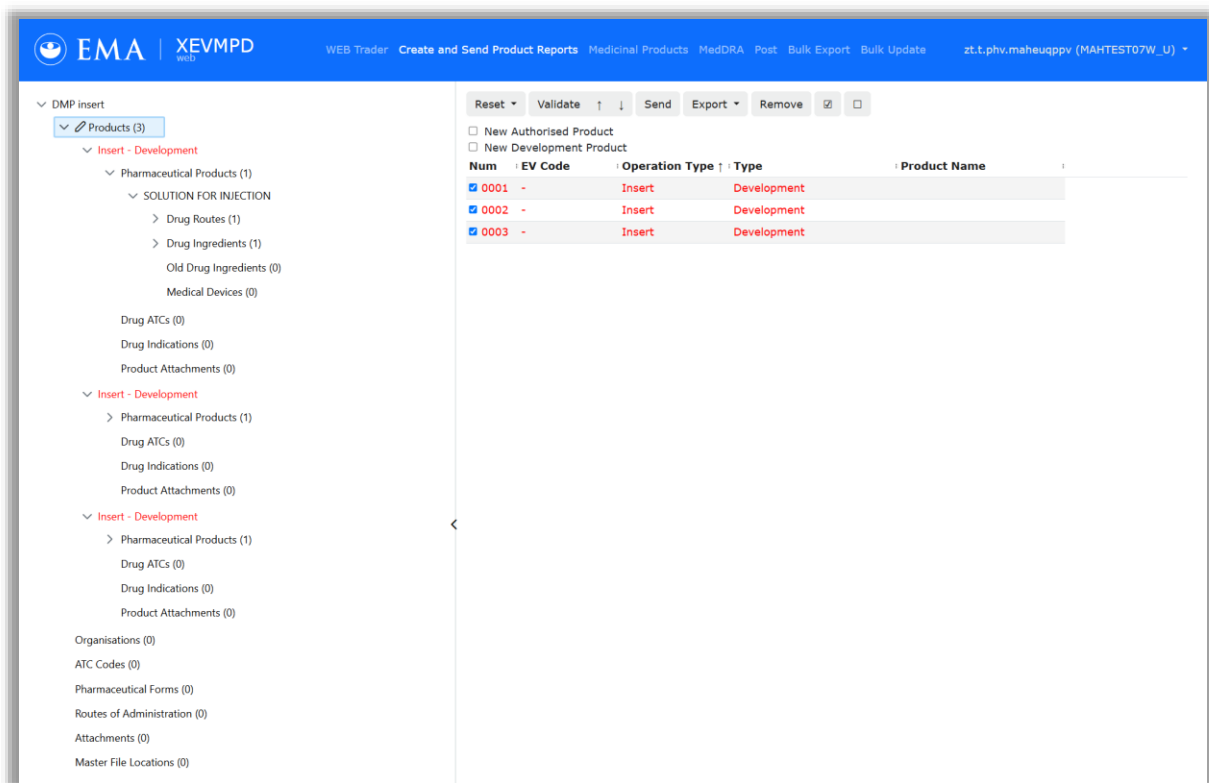 EMA | XEVMPD
web
WEB Trader Create and Send Product Reports Medicinal Products MedDRA Post Bulk Export Bulk Update zt.t.phv.maheuqppv (MAHTEST07W_U)
DMP insert
Products (3)
Insert - Development
Pharmaceutical Products (1)
SOLUTION FOR INJECTION
Drug Routes (1)
Drug Ingredients (1)
Old Drug Ingredients (0)
Medical Devices (0)
Drug ATCs (0)
Drug Indications (0)
Product Attachments (0)
Insert - Development
Pharmaceutical Products (1)
Drug ATCs (0)
Drug Indications (0)
Product Attachments (0)
Insert - Development
Pharmaceutical Products (1)
Drug ATCs (0)
Drug Indications (0)
Product Attachments (0)
Organisations (0)
ATC Codes (0)
Pharmaceutical Forms (0)
Routes of Administration (0)
Attachments (0)
Master File Locations (0)
Reset Validate ↑ ↓ Send Export Remove
New Authorised Product
New Development Product
Num EV Code Operation Type ↑ Type Product Name
0001 - Insert Development
0002 - Insert Development
0003 - Insert Development